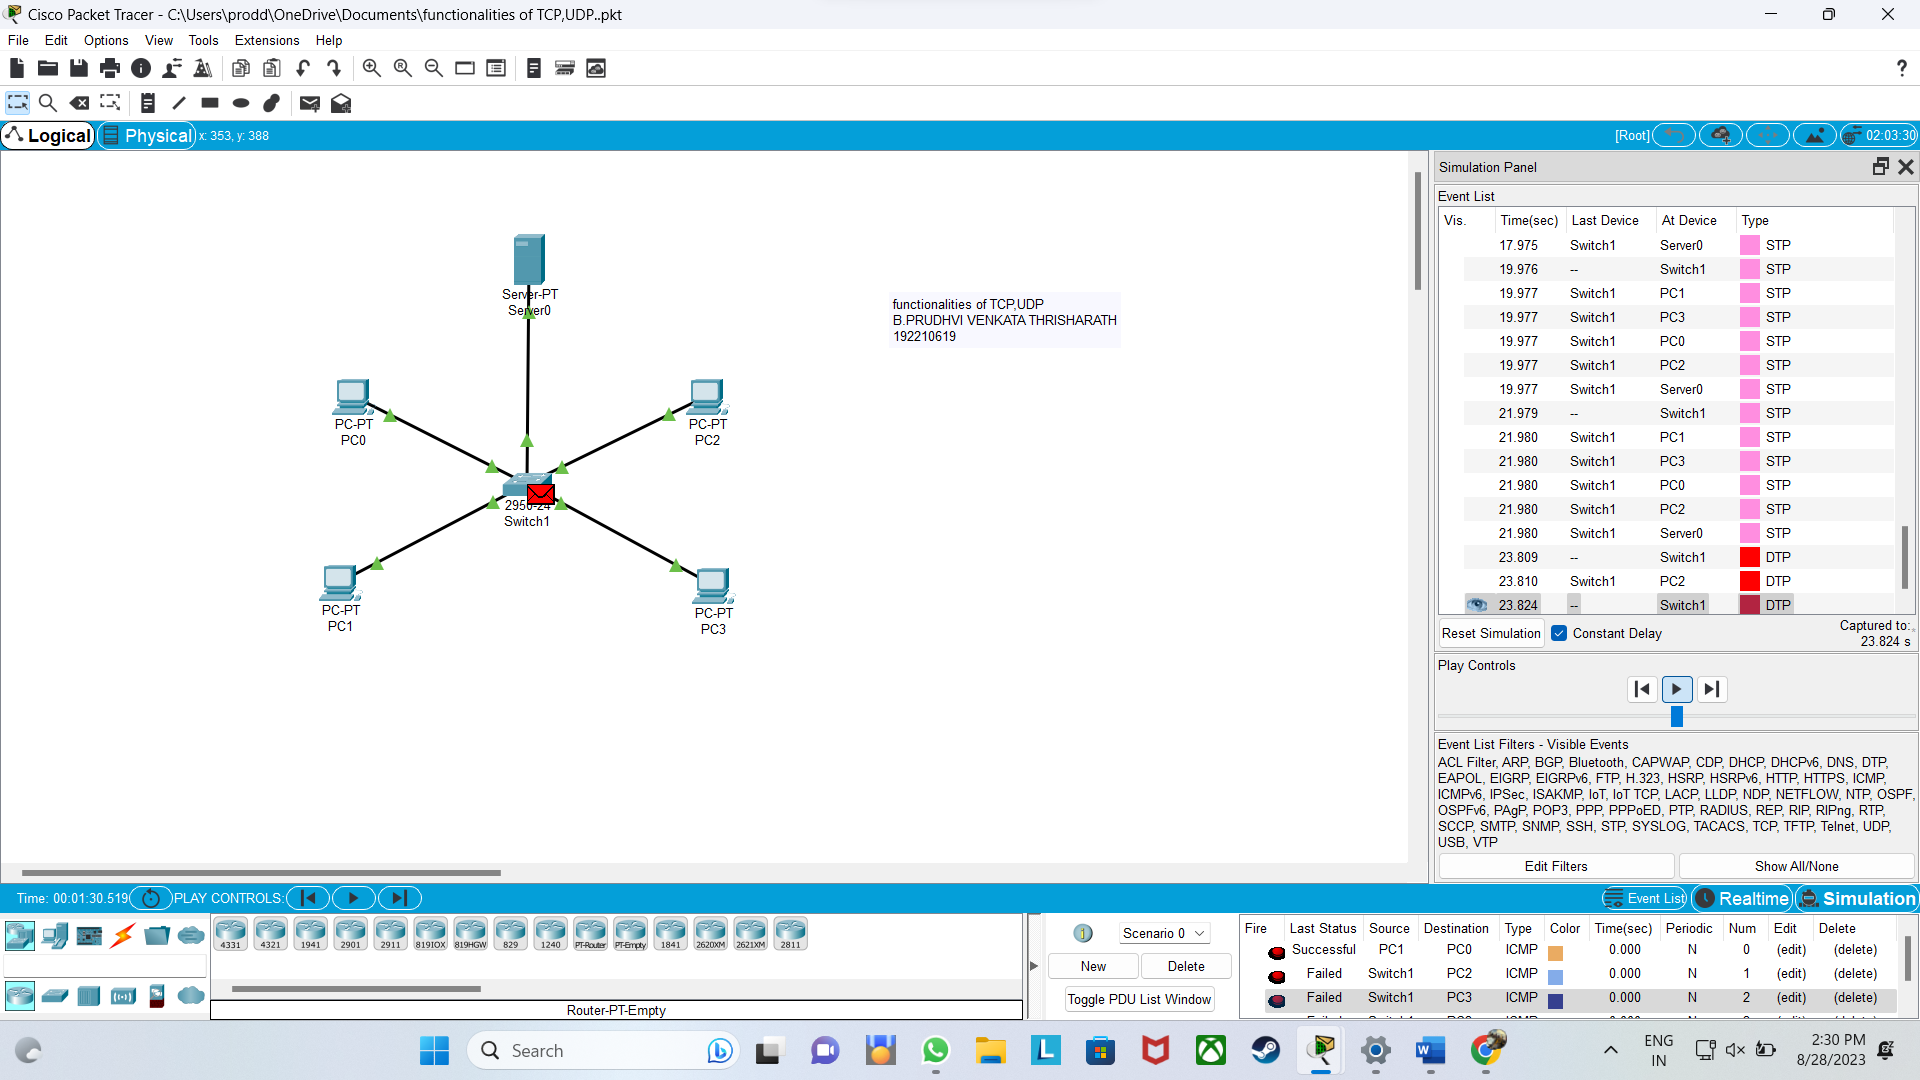 Cisco Packet Tracer - C:\Users\prodd\OneDrive\Documents\functionalities of TCP,UDP..pkt
File Edit Options View Tools Extensions Help
?
Logical Physical x: 353, y: 388 [Root] 02:03:30
Server-PT
Server0
PC-PT
PC0
PC-PT
PC2
2950-24
Switch1
PC-PT
PC1
PC-PT
PC3
functionalities of TCP,UDP
B.PRUDHVI VENKATA THRISHARATH
192210619
Simulation Panel
Event List
Vis. Time(sec) Last Device At Device Type
17.975 Switch1 Server0 STP
19.976 -- Switch1 STP
19.977 Switch1 PC1 STP
19.977 Switch1 PC3 STP
19.977 Switch1 PC0 STP
19.977 Switch1 PC2 STP
19.977 Switch1 Server0 STP
21.979 -- Switch1 STP
21.980 Switch1 PC1 STP
21.980 Switch1 PC3 STP
21.980 Switch1 PC0 STP
21.980 Switch1 PC2 STP
21.980 Switch1 Server0 STP
23.809 -- Switch1 DTP
23.810 Switch1 PC2 DTP
23.824 -- Switch1 DTP
Reset Simulation Constant Delay Captured to:
23.824 s
Play Controls
Event List Filters - Visible Events
ACL Filter, ARP, BGP, Bluetooth, CAPWAP, CDP, DHCP, DHCPv6, DNS, DTP,
EAPOL, EIGRP, EIGRPv6, FTP, H.323, HSRP, HSRPv6, HTTP, HTTPS, ICMP,
ICMPv6, IPSec, ISAKMP, IoT, IoT TCP, LACP, LLDP, NDP, NETFLOW, NTP, OSPF,
OSPFv6, PAgP, POP3, PPP, PPPoED, PTP, RADIUS, REP, RIP, RIPng, RTP,
SCCP, SMTP, SNMP, SSH, STP, SYSLOG, TACACS, TCP, TFTP, Telnet, UDP,
USB, VTP
Edit Filters Show All/None
Time: 00:01:30.519 PLAY CONTROLS: Event List Realtime Simulation
4331 4321 1941 2901 2911 819IOX 819HGW 829 1240 PT-Router PT-Empty 1841 2620XM 2621XM 2811
Router-PT-Empty
1 Scenario 0
New Delete
Toggle PDU List Window
Fire Last Status Source Destination Type Color Time(sec) Periodic Num Edit Delete
Successful PC1 PC0 ICMP 0.000 N 0 (edit) (delete)
Failed Switch1 PC2 ICMP 0.000 N 1 (edit) (delete)
Failed Switch1 PC3 ICMP 0.000 N 2 (edit) (delete)
Search
ENG
IN
2:30 PM
8/28/2023